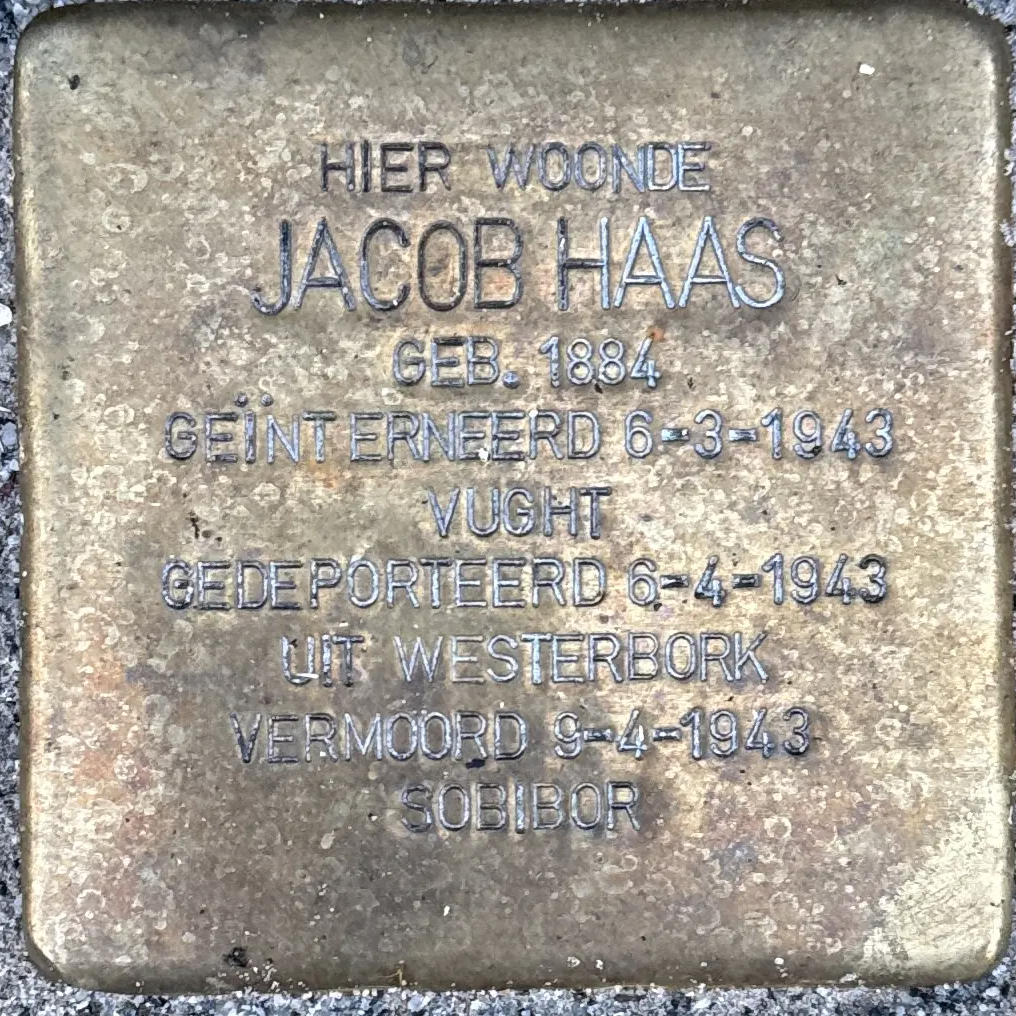 HIER WOONDE
JACOB HAAS
GEB. 1884
GEÏNTERNEERD 6-3-1943
VUGHT
GEDEPORTEERD 6-4-1943
UIT WESTERBORK
VERMOORD 9-4-1943
SOBIBOR